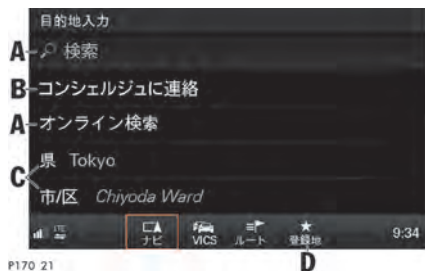 目的地入力
A 検索
B コンシェルジュに連絡
A オンライン検索
C 県 Tokyo
市/区 Chiyoda Ward
LTE ナビ VICS ルート 登録地 9:34
P170 21 D